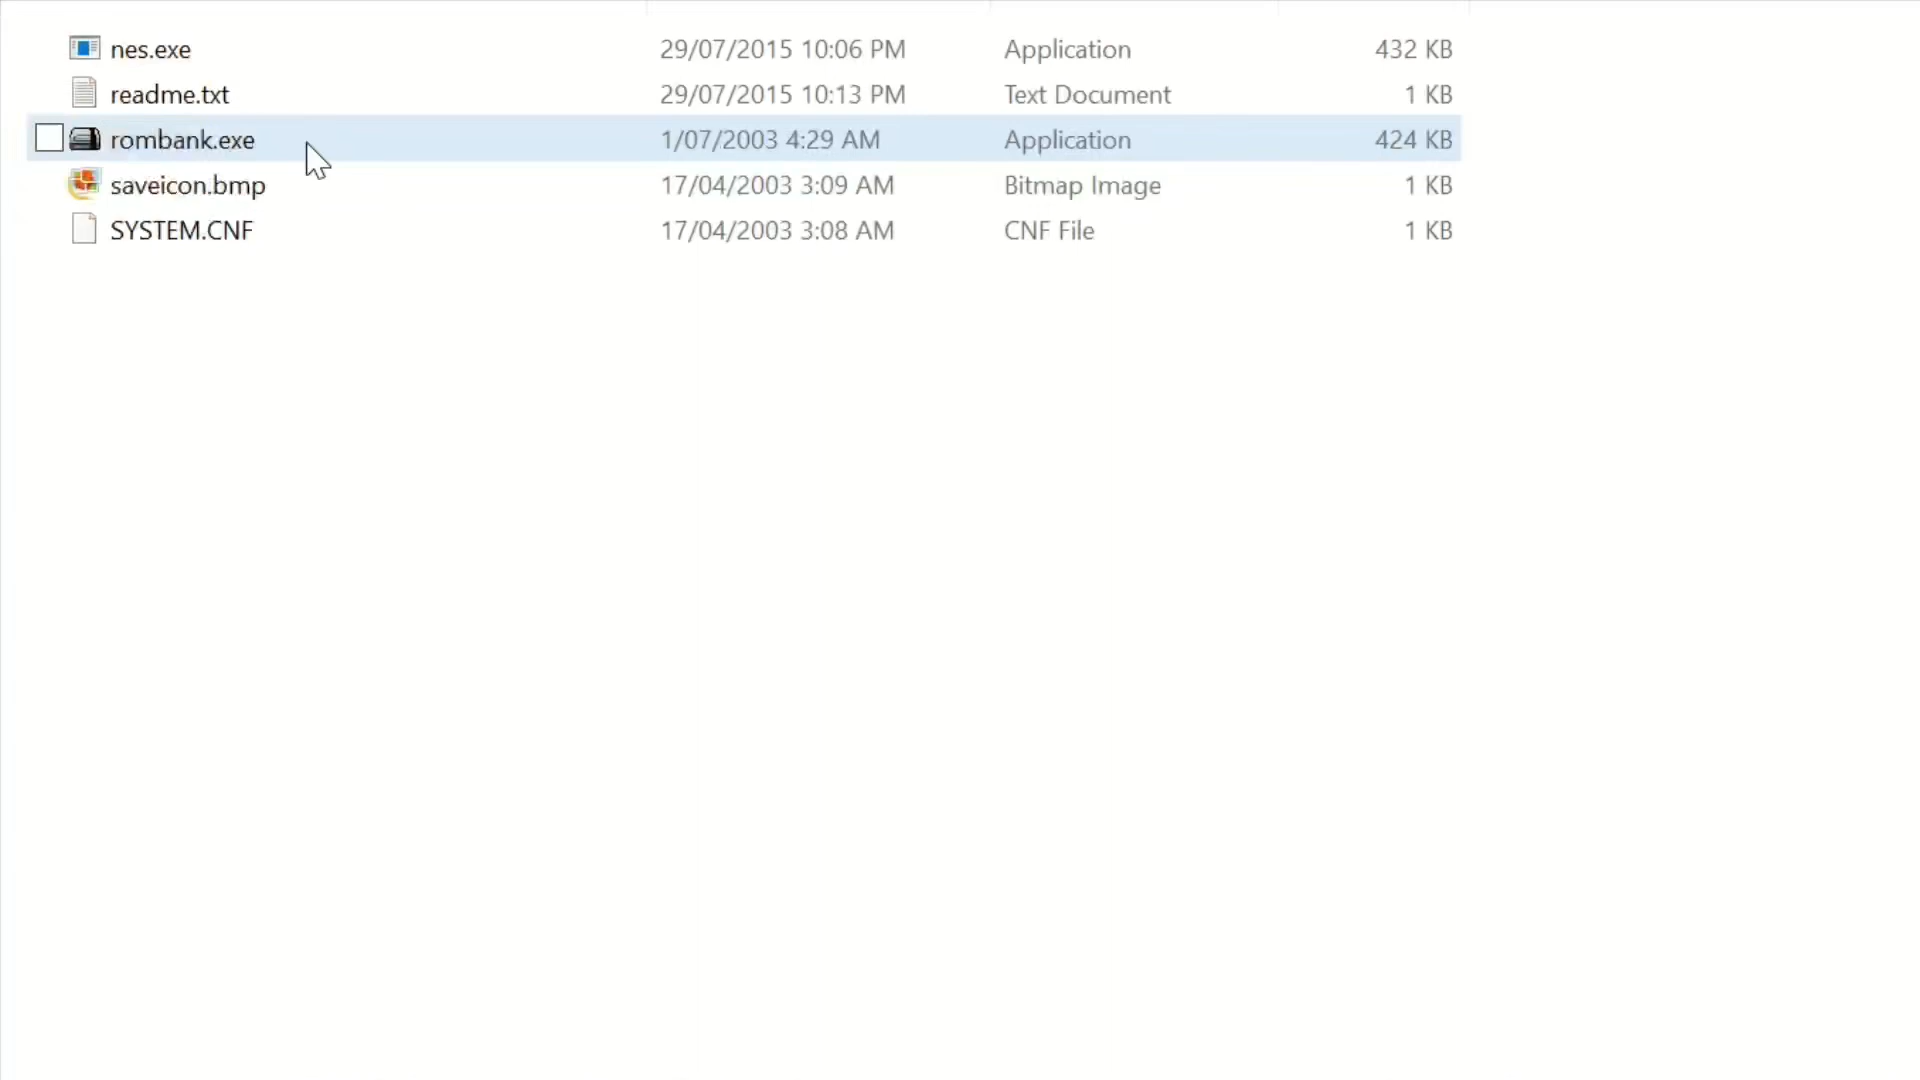 nes.exe 29/07/2015 10:06 PM Application 432 KB
readme.txt 29/07/2015 10:13 PM Text Document 1 KB
rombank.exe 1/07/2003 4:29 AM Application 424 KB
saveicon.bmp 17/04/2003 3:09 AM Bitmap Image 1 KB
SYSTEM.CNF 17/04/2003 3:08 AM CNF File 1 KB